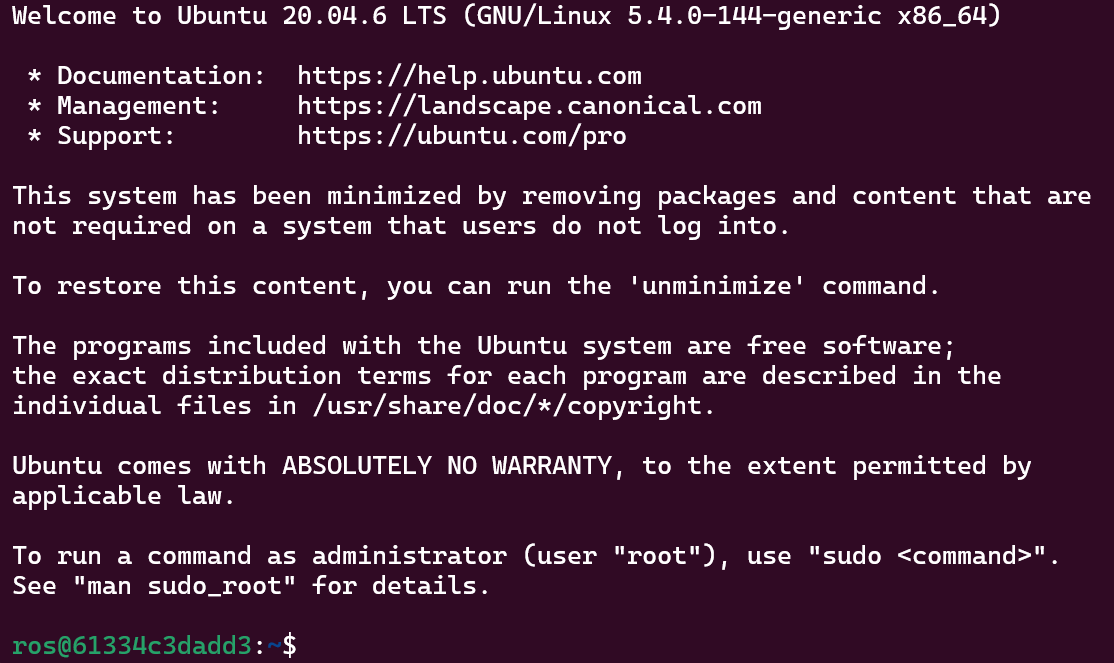 Welcome to Ubuntu 20.04.6 LTS (GNU/Linux 5.4.0-144-generic x86_64)
* Documentation:  https://help.ubuntu.com
* Management:     https://landscape.canonical.com
* Support:        https://ubuntu.com/pro
This system has been minimized by removing packages and content that are
not required on a system that users do not log into.
To restore this content, you can run the 'unminimize' command.
The programs included with the Ubuntu system are free software;
the exact distribution terms for each program are described in the
individual files in /usr/share/doc/*/copyright.
Ubuntu comes with ABSOLUTELY NO WARRANTY, to the extent permitted by
applicable law.
To run a command as administrator (user "root"), use "sudo <command>".
See "man sudo_root" for details.
ros@61334c3dadd3:~$